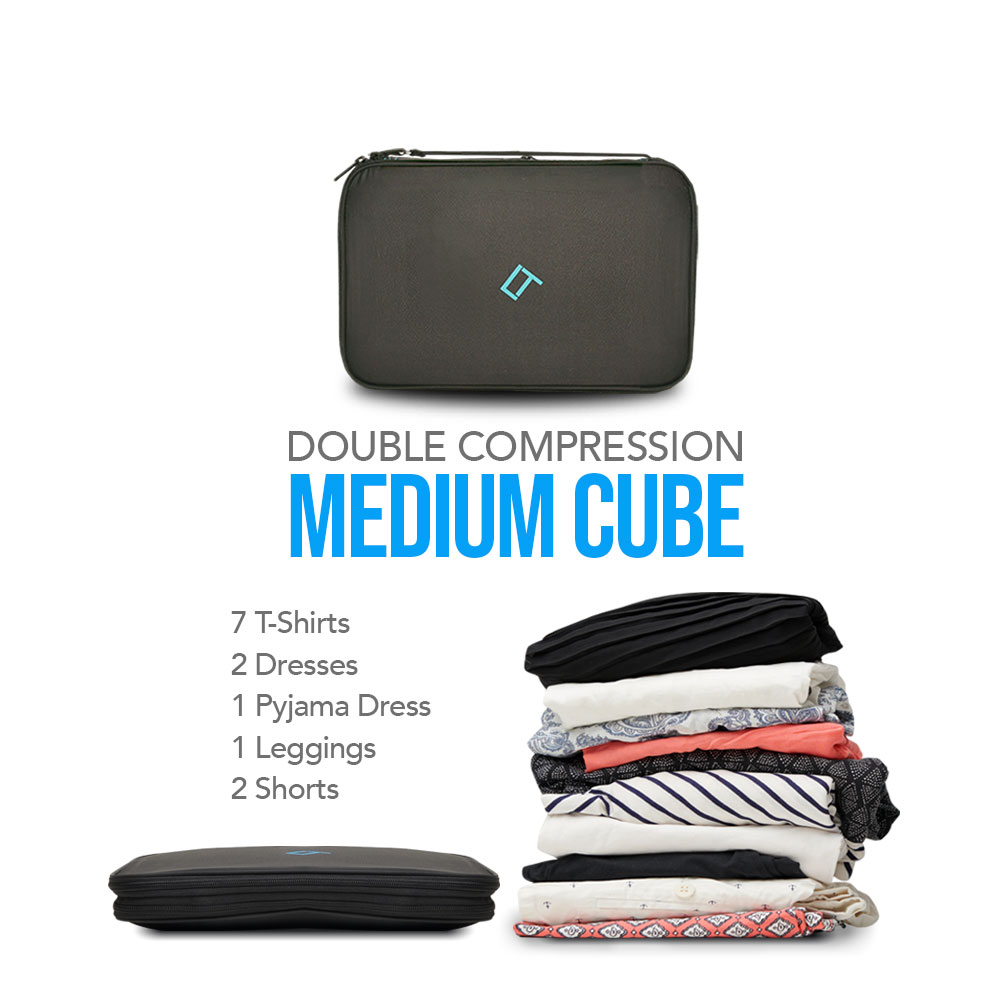 DOUBLE COMPRESSION
MEDIUM CUBE
7 T-Shirts
2 Dresses
1 Pyjama Dress
1 Leggings
2 Shorts